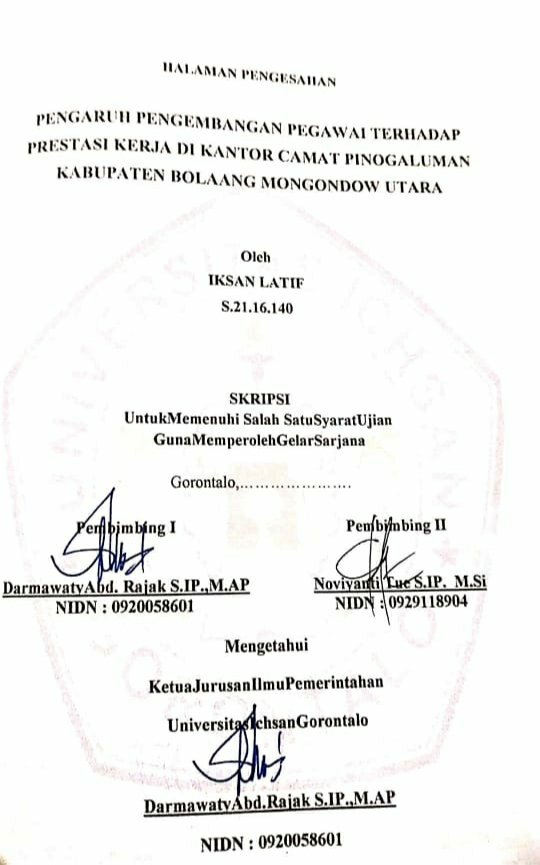 HALAMAN PENGESAHAN
PENGARUH PENGEMBANGAN PEGAWAI TERHADAP
PRESTASI KERJA DI KANTOR CAMAT PINOGALUMAN
KABUPATEN BOLAANG MONGONDOW UTARA
Oleh
IKSAN LATIF
S.21.16.140
SKRIPSI
UntukMemenuhi Salah SatuSyaratUjian
GunaMemperolehGelarSarjana
Gorontalo,......................
Pembimbing I
Pembimbing II
DarmawatyAbd. Rajak S.IP.,M.AP
Noviyanti Tue S.IP. M.Si
NIDN : 0920058601
NIDN : 0929118904
Mengetahui
KetuaJurusanIlmuPemerintahan
UniversitasIchsanGorontalo
DarmawatyAbd.Rajak S.IP.,M.AP
NIDN : 0920058601